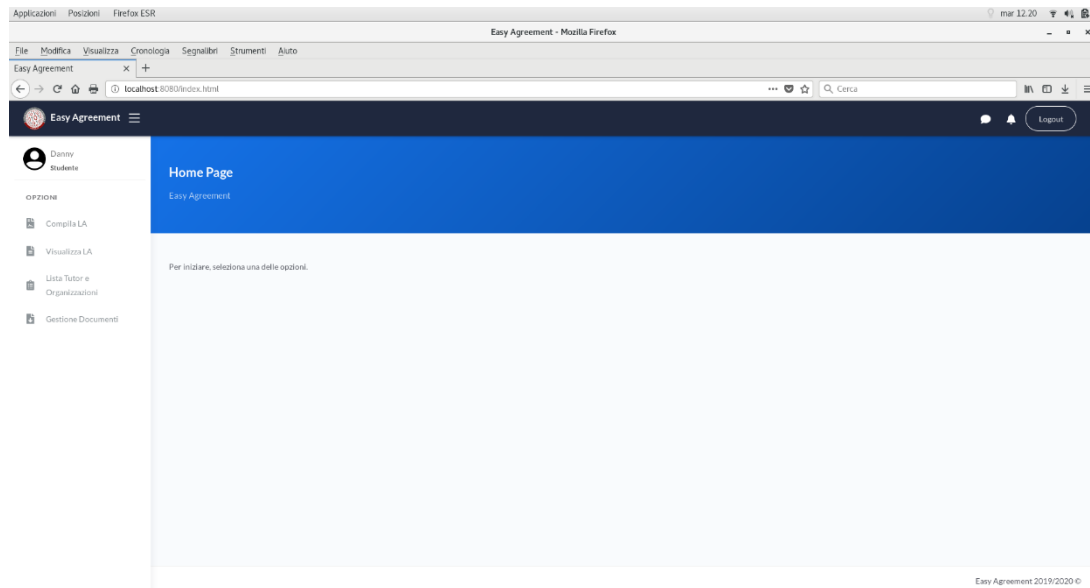 Applicazioni Posizioni Firefox ESR mar 12.20
Easy Agreement - Mozilla Firefox
File Modifica Visualizza Cronologia Segnalibri Strumenti Aiuto
Easy Agreement
localhost:8080/index.html Cerca
Easy Agreement Logout
Danny
Studente
OPZIONI
Compila LA
Visualizza LA
Lista Tutor e
Organizzazioni
Gestione Documenti
Home Page
Easy Agreement
Per iniziare, seleziona una delle opzioni.
Easy Agreement 2019/2020 ©